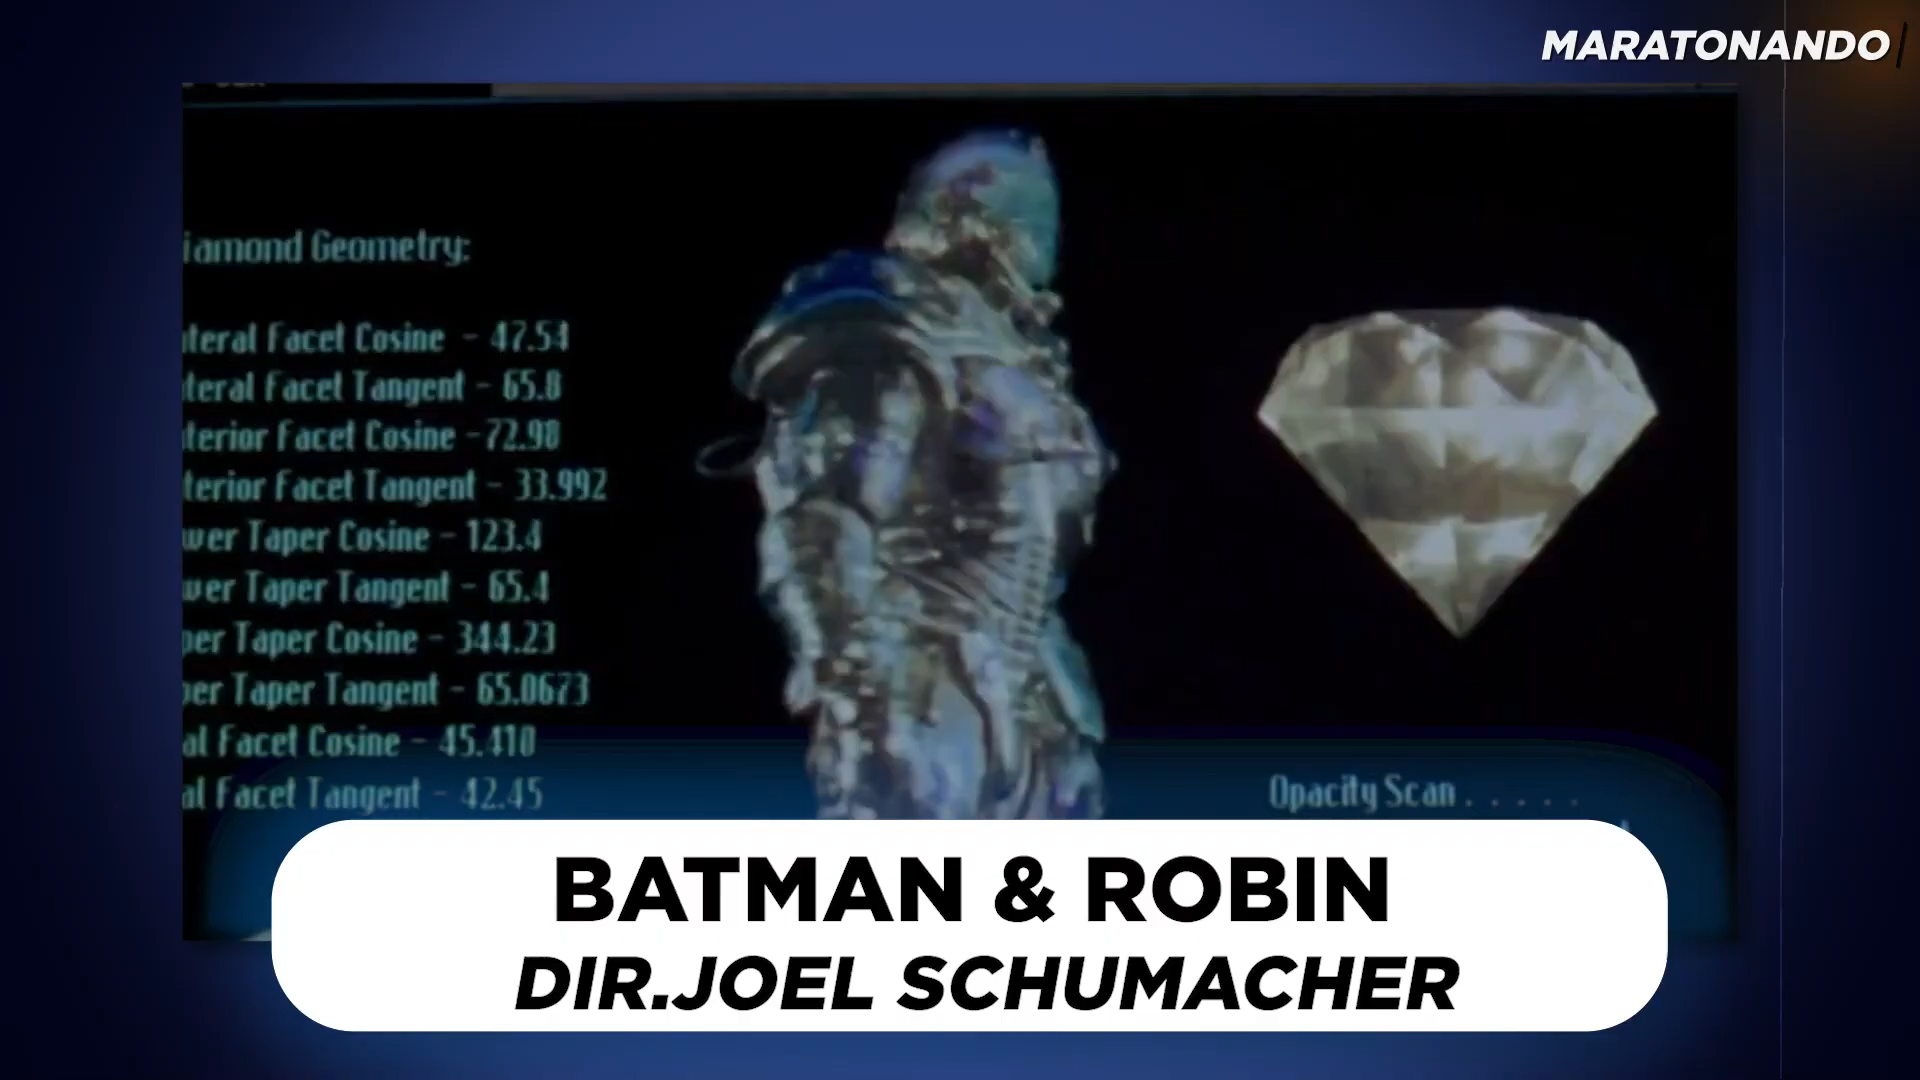 MARATONANDO
iamond Geometry:
teral Facet Cosine - 47.54
teral Facet Tangent - 65.8
terior Facet Cosine - 72.98
terior Facet Tangent - 33.992
wer Taper Cosine - 123.4
wer Taper Tangent - 65.4
per Taper Cosine - 344.23
per Taper Tangent - 65.0673
al Facet Cosine - 45.410
al Facet Tangent - 42.45
Opacity Scan . . . . .
BATMAN & ROBIN
DIR.JOEL SCHUMACHER